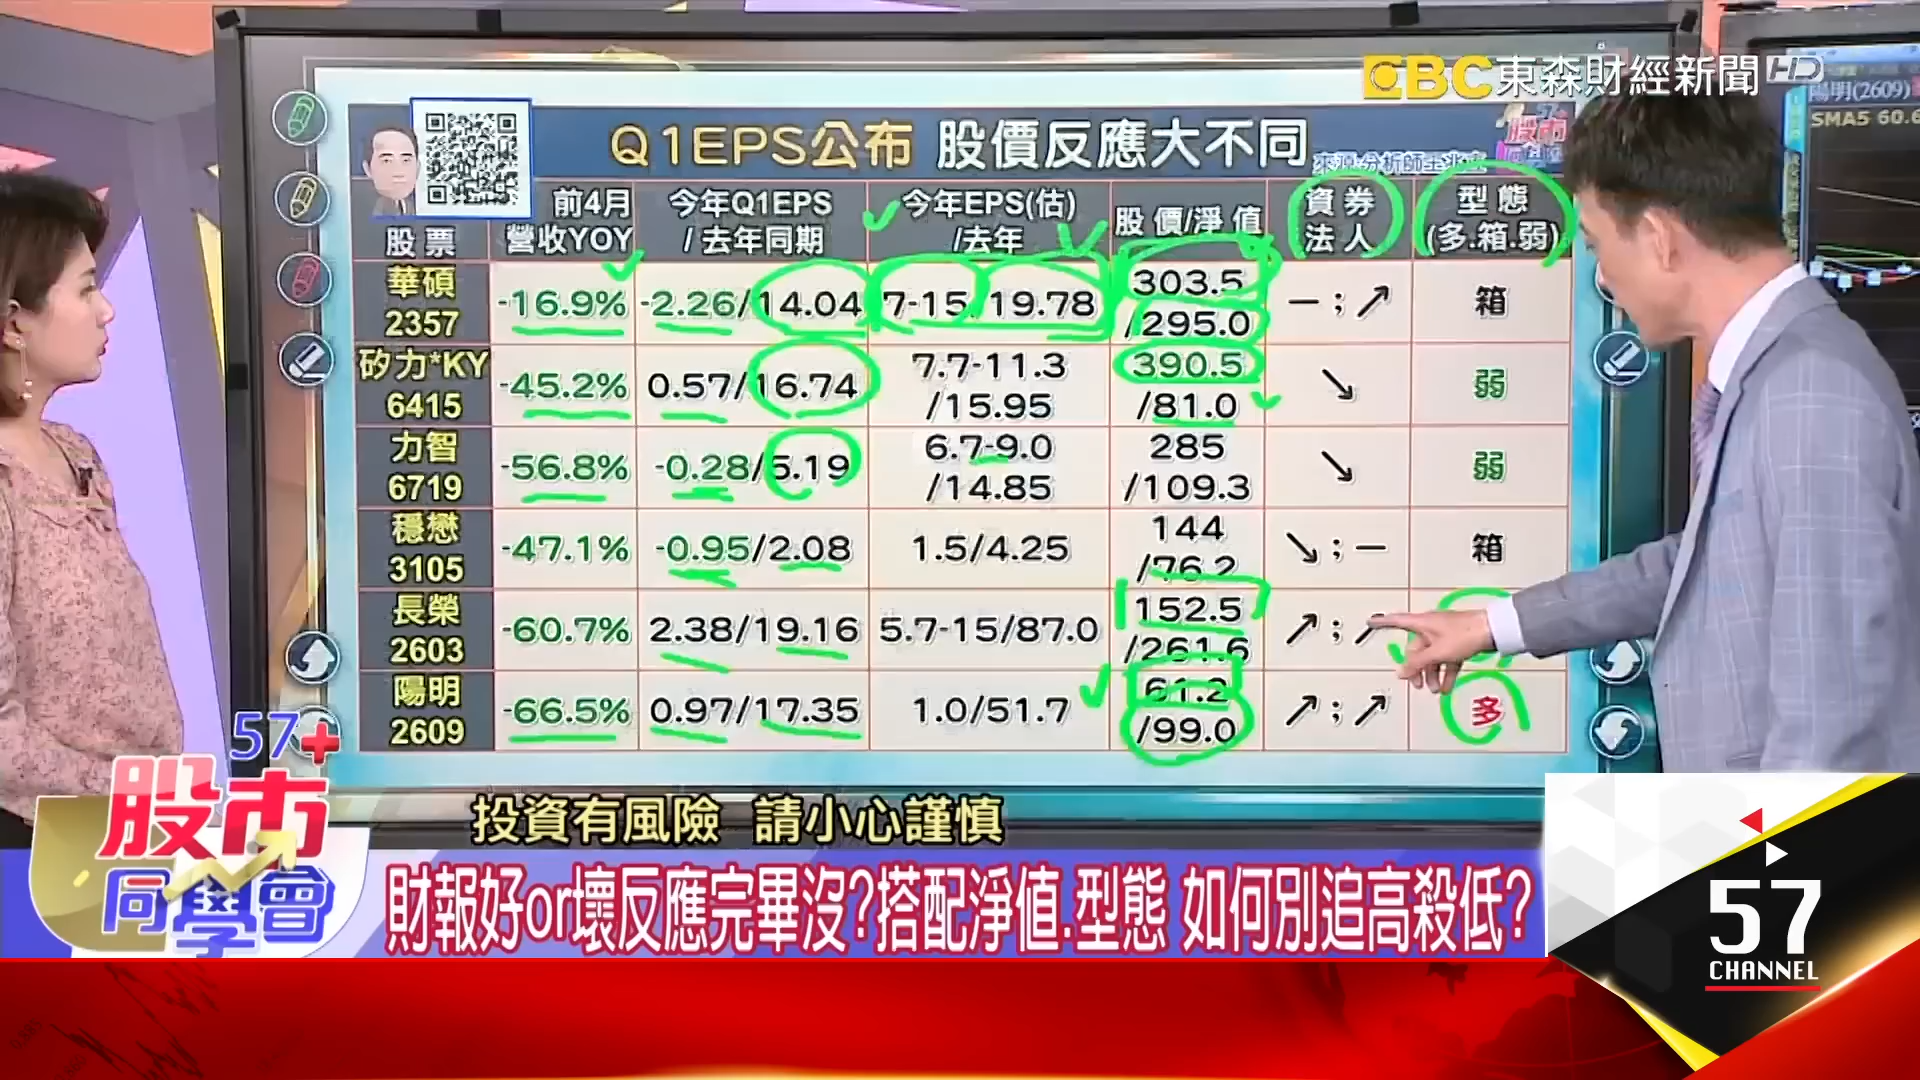 EBC東森財經新聞HD
陽明(2609)
SMA5 60.6
Q1EPS公布 股價反應大不同
57
股市
股票
前4月
營收YOY
今年Q1EPS
/去年同期
今年EPS(估)
/去年
股價/淨值
資券
法人
型態
(多.箱.弱)
華碩
2357
-16.9%
-2.26/14.04
7-15/19.78
303.5
/295.0
一;↗
箱
矽力*KY
6415
-45.2%
0.57/16.74
7.7-11.3
/15.95
390.5
/81.0
↘
弱
力智
6719
-56.8%
-0.28/5.19
6.7-9.0
/14.85
285
/109.3
↘
弱
穩懋
3105
-47.1%
-0.95/2.08
1.5/4.25
144
/76.2
↘;一
箱
長榮
2603
-60.7%
2.38/19.16
5.7-15/87.0
152.5
/261.6
↗;↗
陽明
2609
-66.5%
0.97/17.35
1.0/51.7
61.2
/99.0
↗;↗
多
57+
股市
同學會
投資有風險 請小心謹慎
財報好or壞反應完畢沒?搭配淨值.型態 如何別追高殺低?
57
CHANNEL